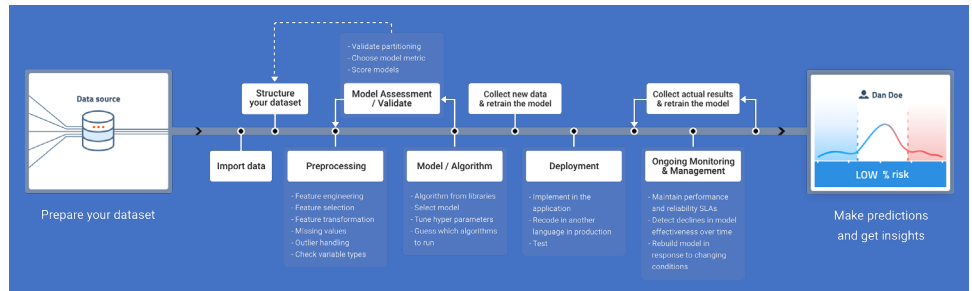 Data source
Prepare your dataset
- Validate partitioning
- Choose model metric
- Score models
Structure
your dataset
Model Assessment
/ Validate
Collect new data
& retrain the model
Collect actual results
& retrain the model
Import data
Preprocessing
- Feature engineering
- Feature selection
- Feature transformation
- Missing values
- Outlier handling
- Check variable types
Model / Algorithm
- Algorithm from libraries
- Select model
- Tune hyper parameters
- Guess which algorithms
to run
Deployment
- Implement in the
application
- Recode in another
language in production
- Test
Ongoing Monitoring
& Management
- Maintain performance
and reliability SLAs
- Detect declines in model
effectiveness over time
- Rebuild model in
response to changing
conditions
Dan Doe
LOW % risk
Make predictions
and get insights